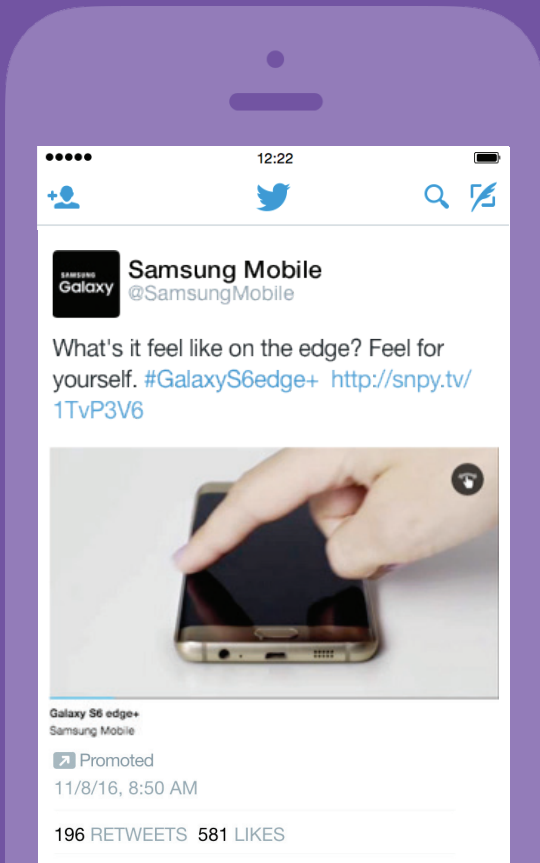 12:22
SAMSUNG
Galaxy
Samsung Mobile
@SamsungMobile
What's it feel like on the edge? Feel for
yourself. #GalaxyS6edge+ http://snpy.tv/
1TvP3V6
Galaxy S6 edge+
Samsung Mobile
Promoted
11/8/16, 8:50 AM
196 RETWEETS 581 LIKES